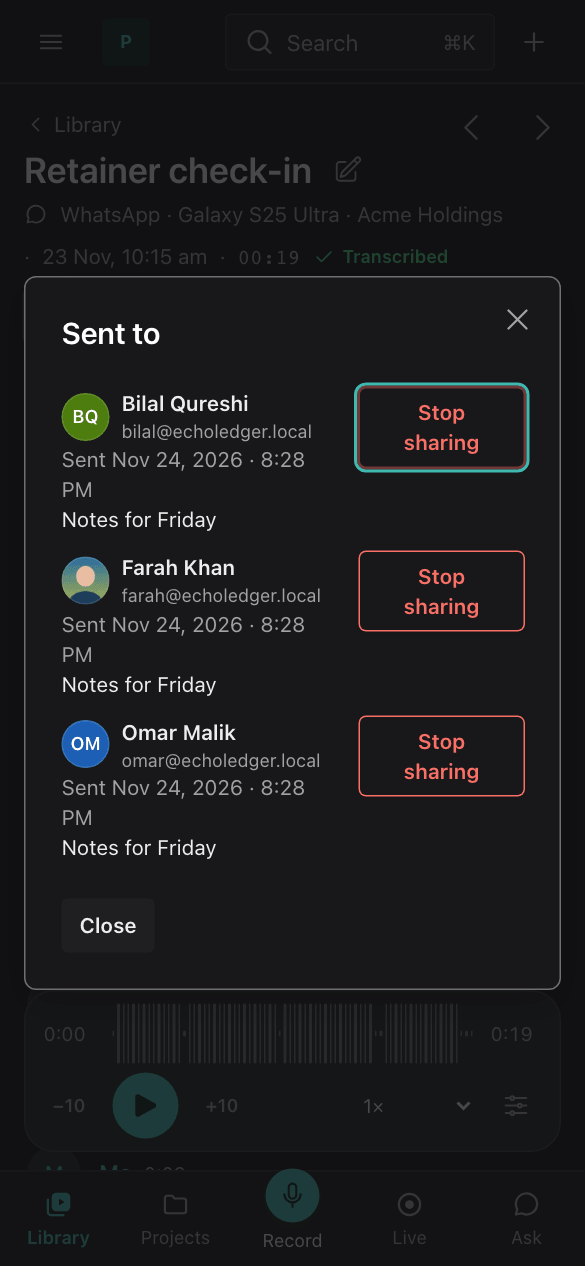 P
Search
⌘K
Library
Retainer check-in
WhatsApp · Galaxy S25 Ultra · Acme Holdings
· 23 Nov, 10:15 am · 00:19 Transcribed
Sent to
BQ
Bilal Qureshi
bilal@echoledger.local
Sent Nov 24, 2026 · 8:28
PM
Notes for Friday
Stop
sharing
Farah Khan
farah@echoledger.local
Sent Nov 24, 2026 · 8:28
PM
Notes for Friday
Stop
sharing
OM
Omar Malik
omar@echoledger.local
Sent Nov 24, 2026 · 8:28
PM
Notes for Friday
Stop
sharing
Close
0:00
0:19
−10
+10
1×
Library
Projects
Record
Live
Ask